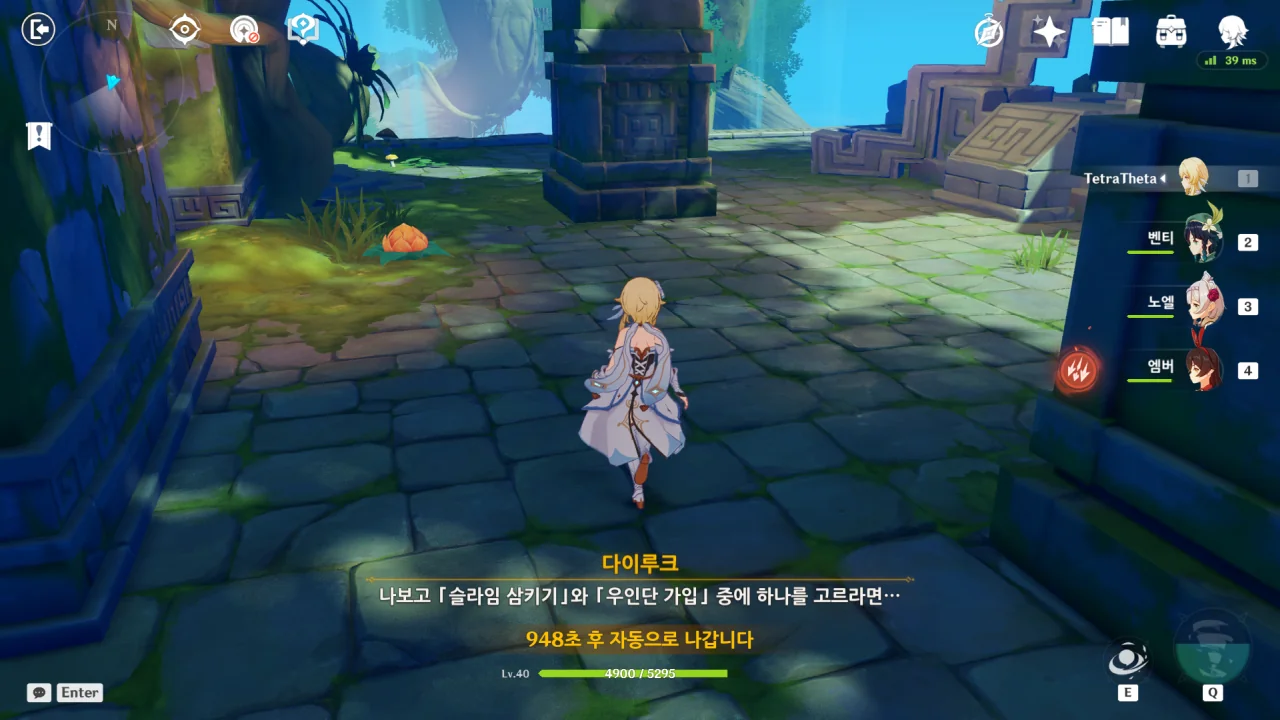 N
39 ms
TetraTheta
1
벤티
2
노엘
3
엠버
4
다이루크
나보고 「슬라임 삼키기」와 「우인단 가입」 중에 하나를 고르라면…
948초 후 자동으로 나갑니다
Lv.40
4900 / 5295
Enter
E
Q